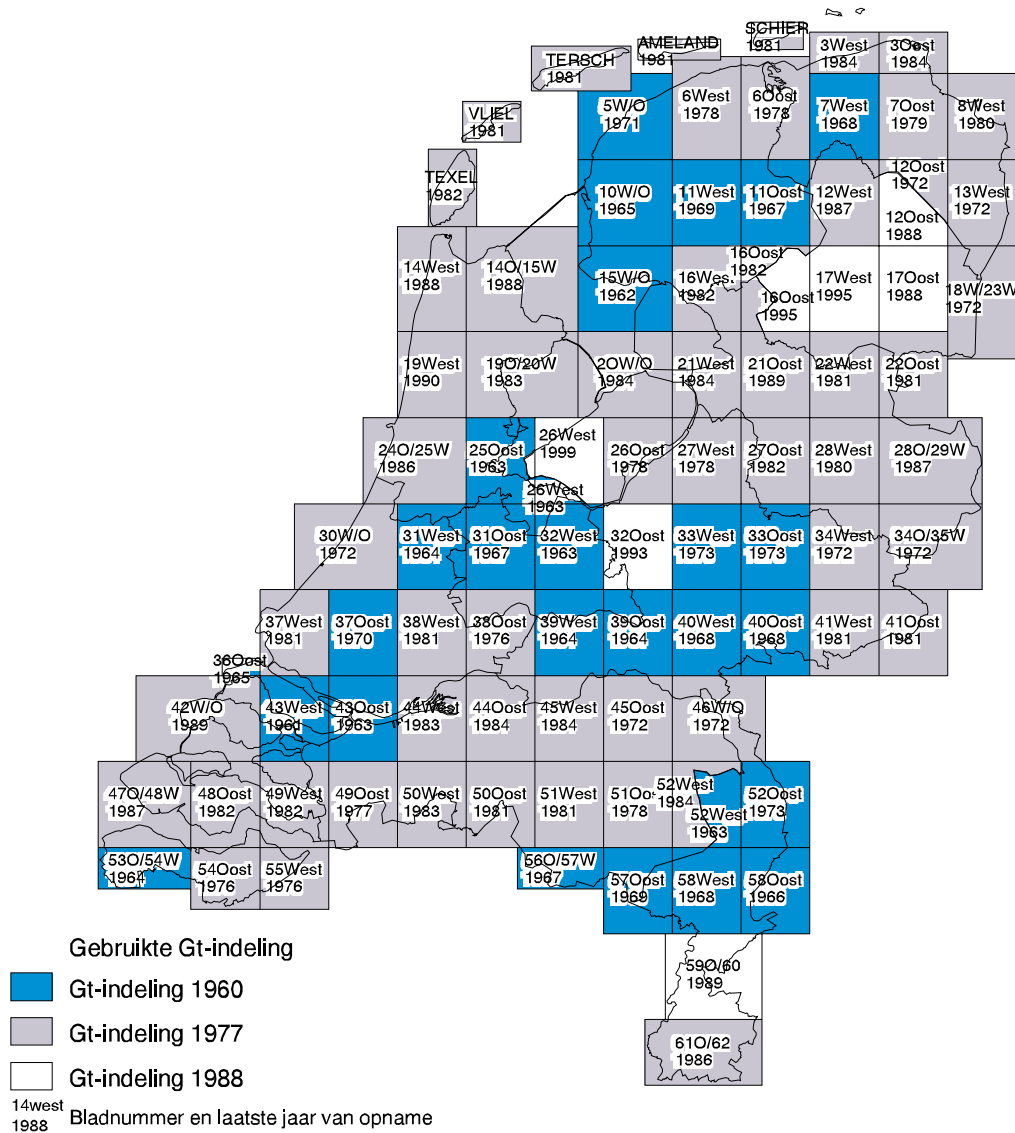 SCHIER
1981
AMELAND
1981
TERSCH
1981
3West
1984
3Oost
1984
VLIEL
1981
5W/O
1971
6West
1978
6Oost
1978
7West
1968
7Oost
1979
8West
1980
TEXEL
1982
10W/O
1965
11West
1969
11Oost
1967
12West
1987
12Oost
1972
12Oost
1988
13West
1972
14West
1988
14O/15W
1988
15W/O
1962
16West
1982
16Oost
1982
16Oost
1995
17West
1995
17Oost
1988
18W/23W
1972
19West
1990
19O/20W
1983
20W/O
1984
21West
1984
21Oost
1989
22West
1981
22Oost
1981
24O/25W
1986
25Oost
1963
26West
1999
26West
1963
26Oost
1978
27West
1978
27Oost
1982
28West
1980
28O/29W
1987
30W/O
1972
31West
1964
31Oost
1967
32West
1963
32Oost
1993
33West
1973
33Oost
1973
34West
1972
34O/35W
1972
37West
1981
37Oost
1970
38West
1981
38Oost
1976
39West
1964
39Oost
1964
40West
1968
40Oost
1968
41West
1981
41Oost
1981
36Oost
1965
42W/O
1989
43West
1961
43Oost
1963
44West
1983
44Oost
1984
45West
1984
45Oost
1972
46W/O
1972
47O/48W
1987
48Oost
1982
49West
1982
49Oost
1977
50West
1983
50Oost
1981
51West
1981
51Oost
1978
52West
1984
52West
1963
52Oost
1973
53O/54W
1964
54Oost
1976
55West
1976
56O/57W
1967
57Oost
1969
58West
1968
58Oost
1966
59O/60
1989
61O/62
1986
Gebruikte Gt-indeling
Gt-indeling 1960
Gt-indeling 1977
Gt-indeling 1988
14west
1988
Bladnummer en laatste jaar van opname